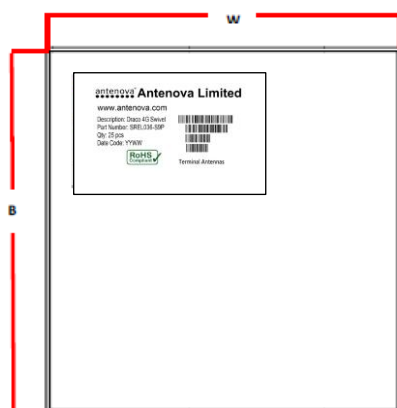 W
antenova Antenova Limited
www.antenova.com
Description: Draco 4G Swivel
Part Number: SREL036-S9P
Qty: 25 pcs
Date Code: YYWW
RoHS
Compliant
Terminal Antennas
B